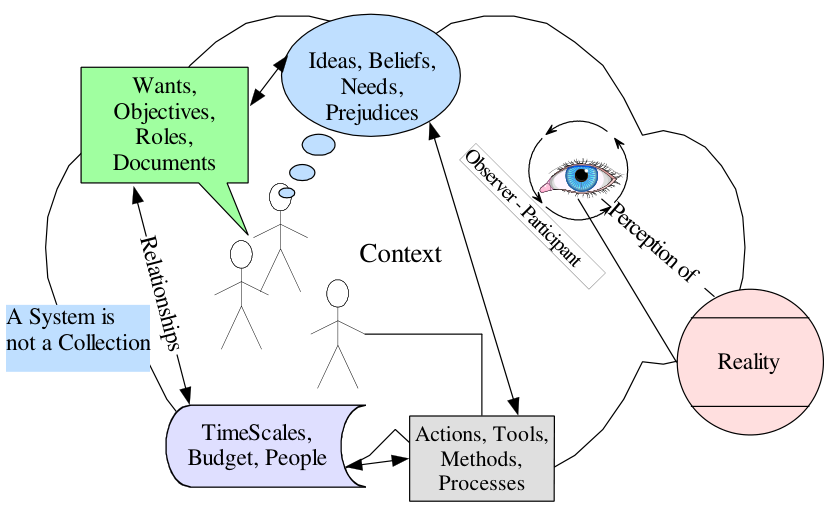 Ideas, Beliefs,
Needs,
Prejudices
Wants,
Objectives,
Roles,
Documents
Observer - Participant
Perception of
Context
Relationships
A System is
not a Collection
Reality
TimeScales,
Budget, People
Actions, Tools,
Methods,
Processes